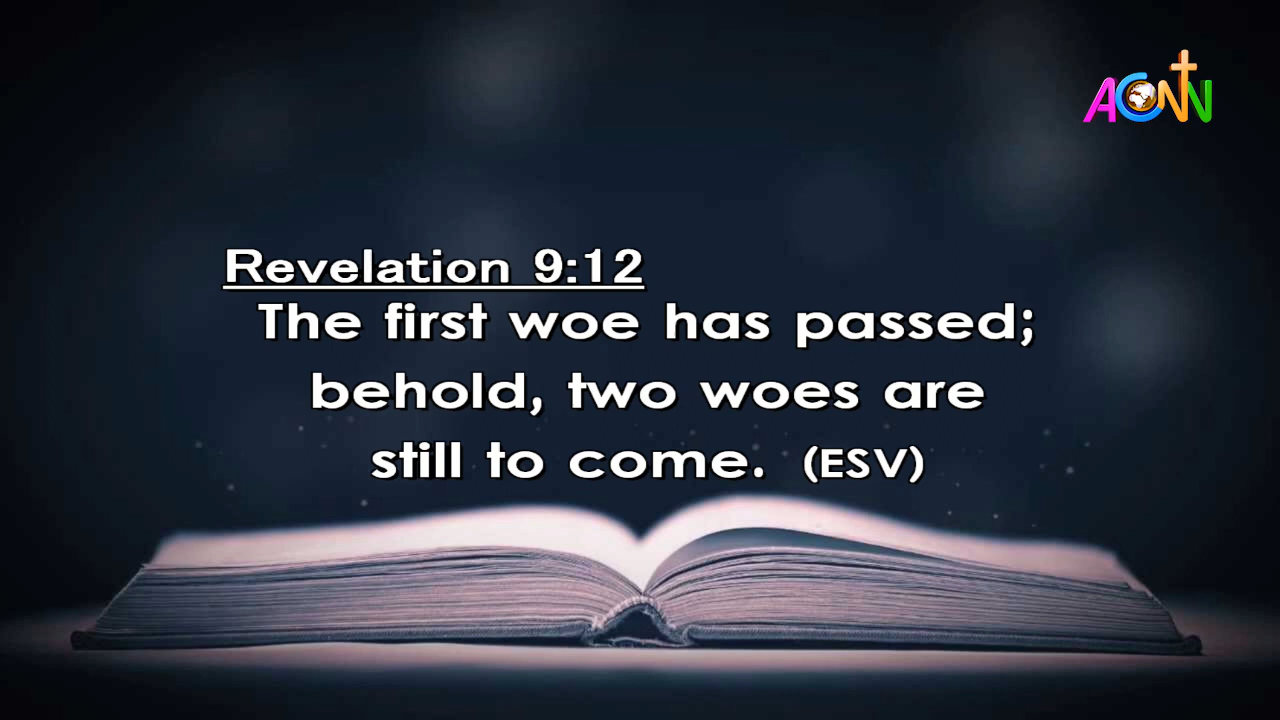 ACNN
Revelation 9:12
The first woe has passed;
behold, two woes are
still to come. (ESV)